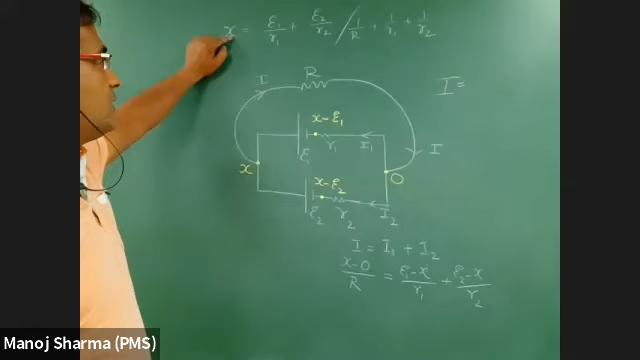 x = ε₁/r₁ + ε₂/r₂ / 1/R + 1/r₁ + 1/r₂
I
R
I =
x-ε₁
r₁
I₁
I
ε₁
x
x-ε₂
O
ε₂
r₂
I₂
I = I₁ + I₂
x-0/R = ε₁-x/r₁ + ε₂-x/r₂
Manoj Sharma (PMS)